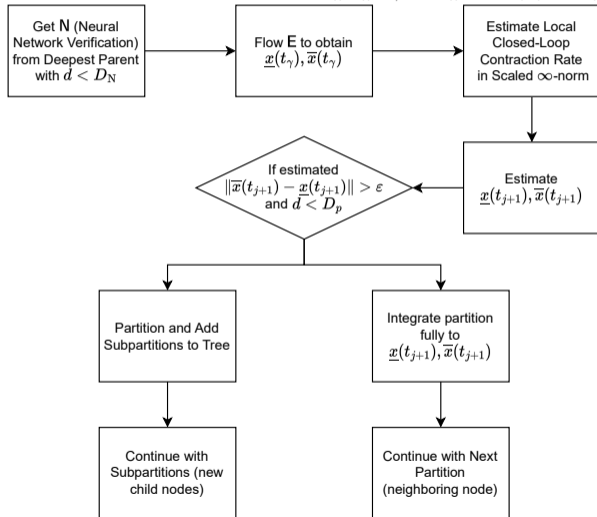 Get N (Neural
Network Verification)
from Deepest Parent
with d < D_N
Flow E to obtain
x̲(t_γ), x̅(t_γ)
Estimate Local
Closed-Loop
Contraction Rate
in Scaled ∞-norm
Estimate
x̲(t_{j+1}), x̅(t_{j+1})
If estimated
‖x̅(t_{j+1}) − x̲(t_{j+1})‖ > ε
and d < D_p
Partition and Add
Subpartitions to Tree
Integrate partition
fully to
x̲(t_{j+1}), x̅(t_{j+1})
Continue with
Subpartitions (new
child nodes)
Continue with Next
Partition
(neighboring node)